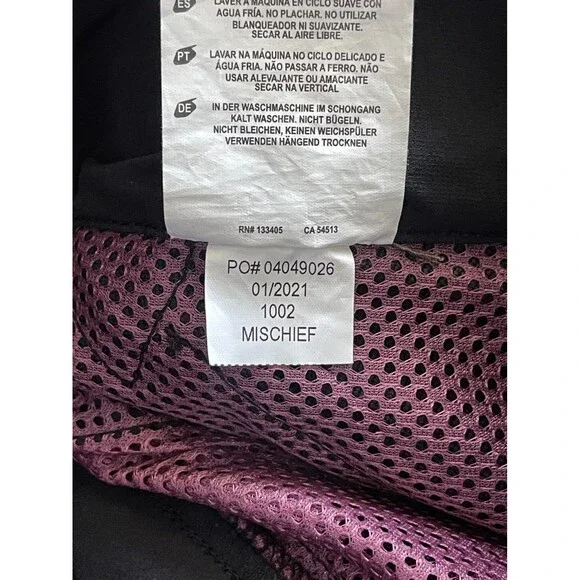 ES LAVER A MÁQUINA EN CICLO SUAVE CON
AGUA FRÍA. NO PLACHAR. NO UTILIZAR
BLANQUEADOR NI SUAVIZANTE.
SECAR AL AIRE LIBRE.
PT LAVAR NA MÁQUINA NO CICLO DELICADO E
ÁGUA FRIA. NÃO PASSAR A FERRO. NÃO
USAR ALEVAJANTE OU AMACIANTE
SECAR NA VERTICAL
DE IN DER WASCHMASCHINE IM SCHONGANG
KALT WASCHEN. NICHT BÜGELN.
NICHT BLEICHEN, KEINEN WEICHSPÜLER
VERWENDEN HÄNGEND TROCKNEN
RN# 133405 CA 54513
PO# 04049026
01/2021
1002
MISCHIEF